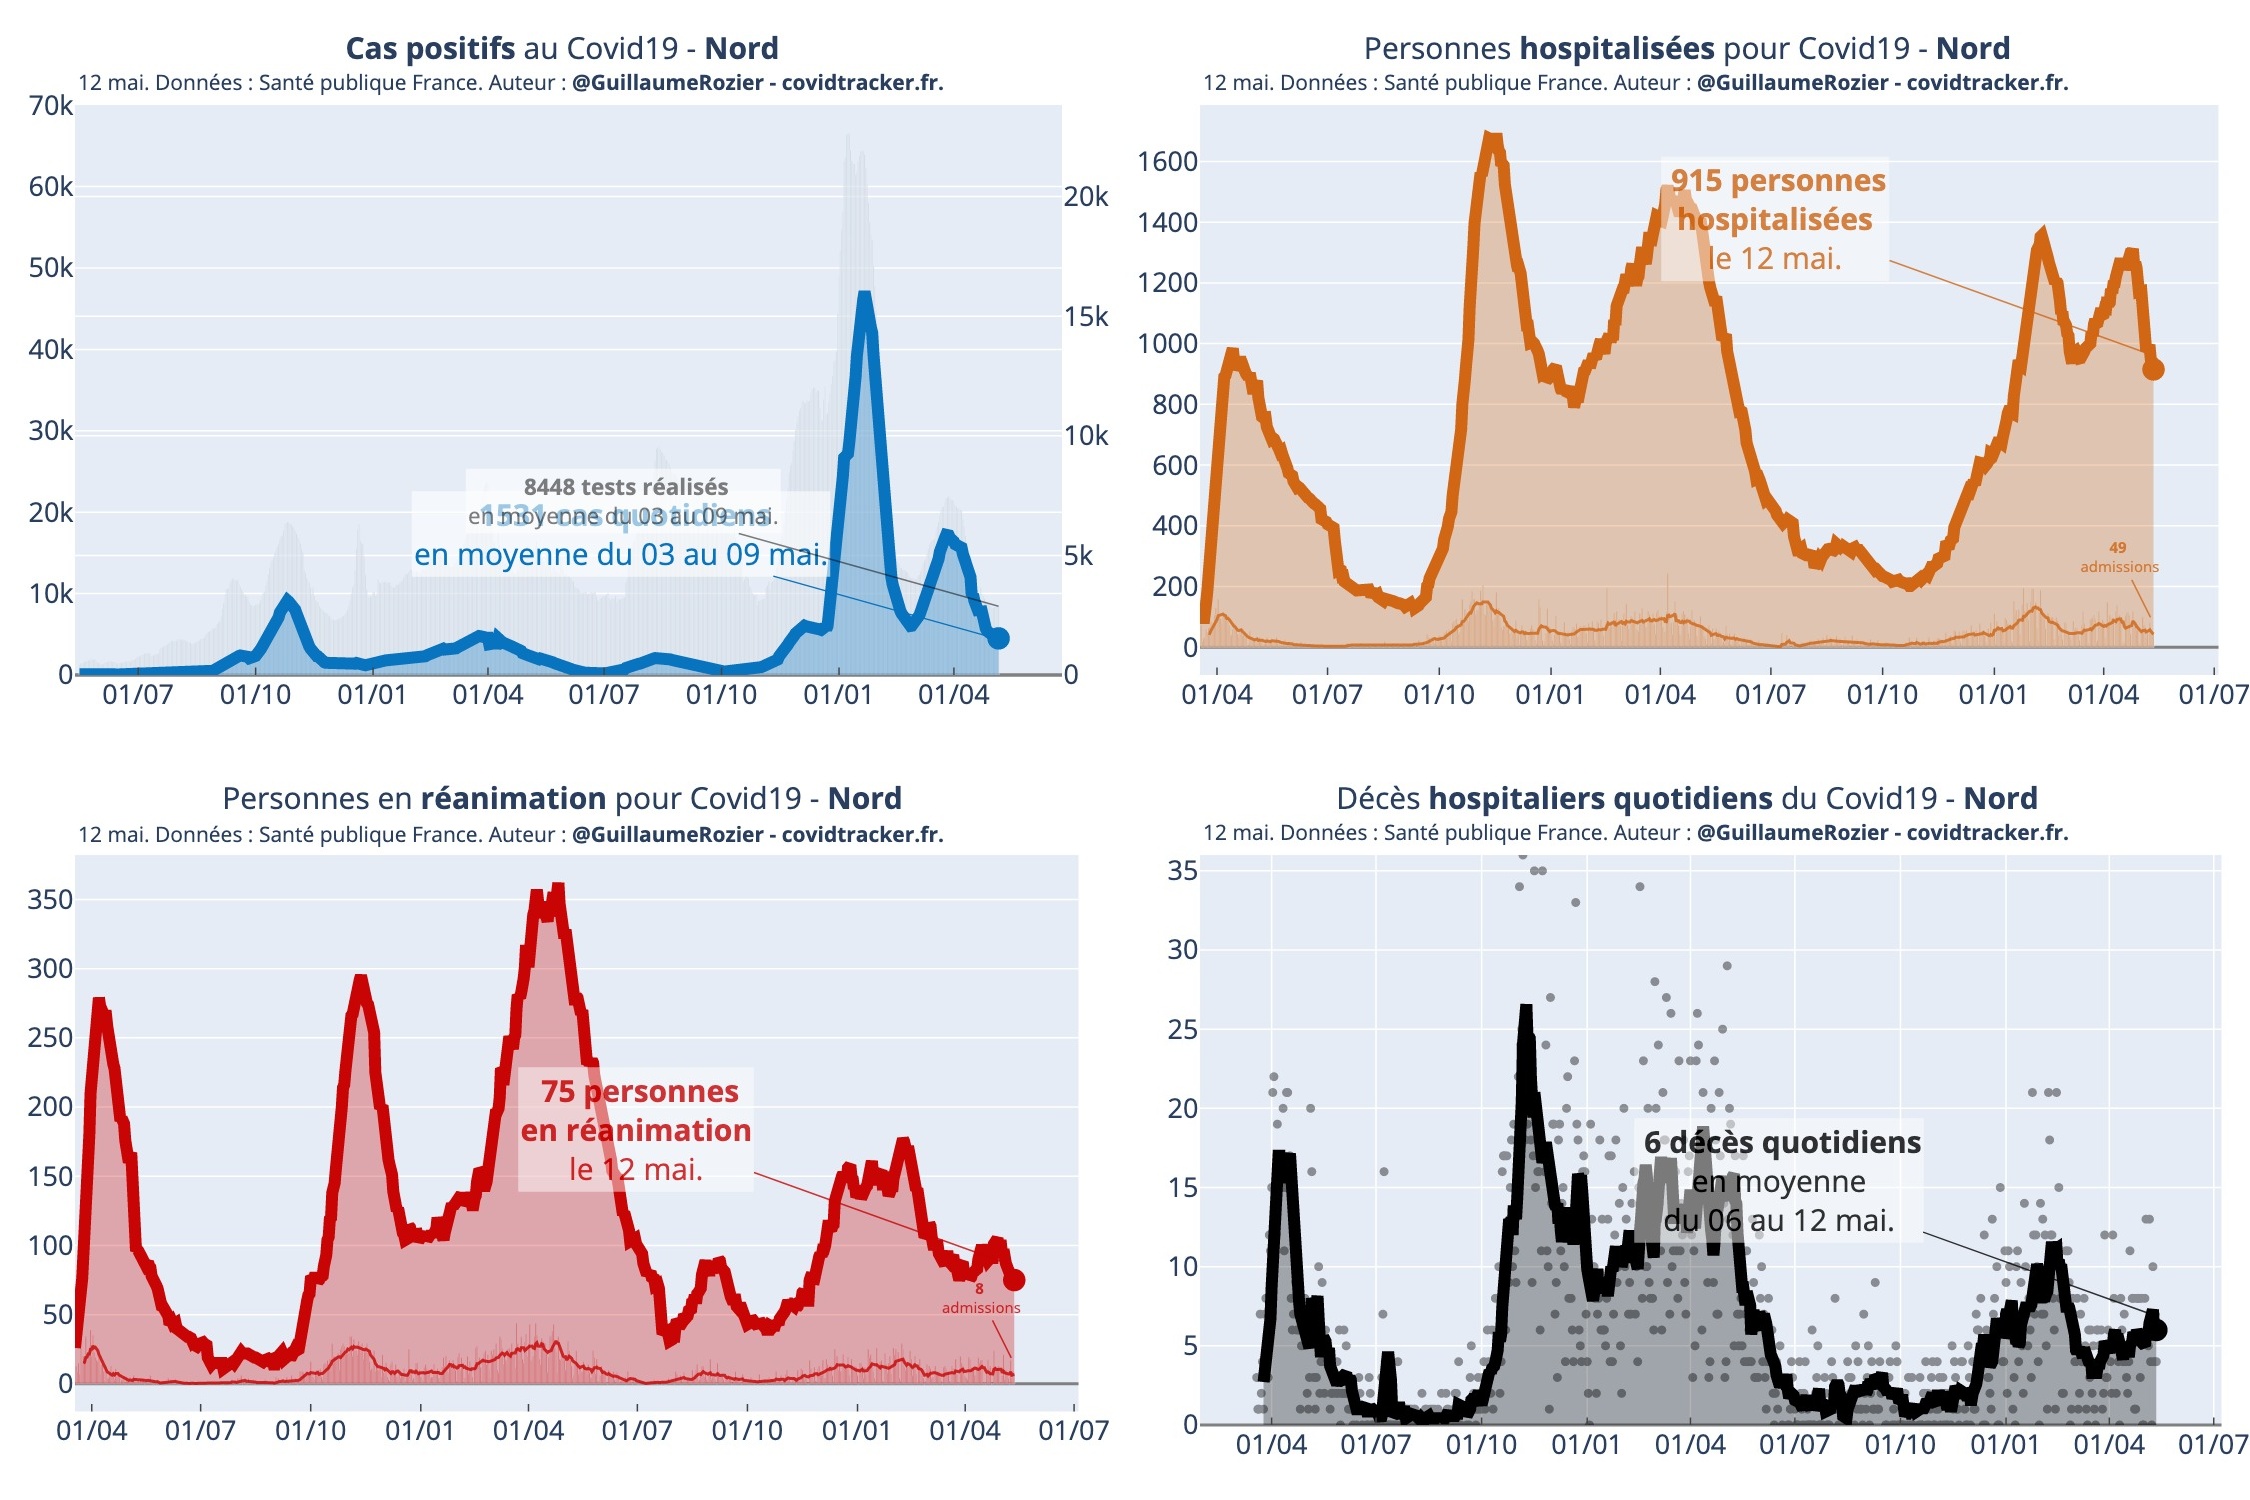 Cas positifs au Covid19 - Nord
12 mai. Données : Santé publique France. Auteur : @GuillaumeRozier - covidtracker.fr.
70k
60k
50k
40k
30k
20k
10k
0
20k
15k
10k
5k
0
8448 tests réalisés
en moyenne du 03 au 09 mai.
1531 cas quotidiens
en moyenne du 03 au 09 mai.
01/07 01/10 01/01 01/04 01/07 01/10 01/01 01/04
Personnes hospitalisées pour Covid19 - Nord
12 mai. Données : Santé publique France. Auteur : @GuillaumeRozier - covidtracker.fr.
1600
1400
1200
1000
800
600
400
200
0
915 personnes
hospitalisées
le 12 mai.
49
admissions
01/04 01/07 01/10 01/01 01/04 01/07 01/10 01/01 01/04 01/07
Personnes en réanimation pour Covid19 - Nord
12 mai. Données : Santé publique France. Auteur : @GuillaumeRozier - covidtracker.fr.
350
300
250
200
150
100
50
0
75 personnes
en réanimation
le 12 mai.
8
admissions
01/04 01/07 01/10 01/01 01/04 01/07 01/10 01/01 01/04 01/07
Décès hospitaliers quotidiens du Covid19 - Nord
12 mai. Données : Santé publique France. Auteur : @GuillaumeRozier - covidtracker.fr.
35
30
25
20
15
10
5
0
6 décès quotidiens
en moyenne
du 06 au 12 mai.
01/04 01/07 01/10 01/01 01/04 01/07 01/10 01/01 01/04 01/07